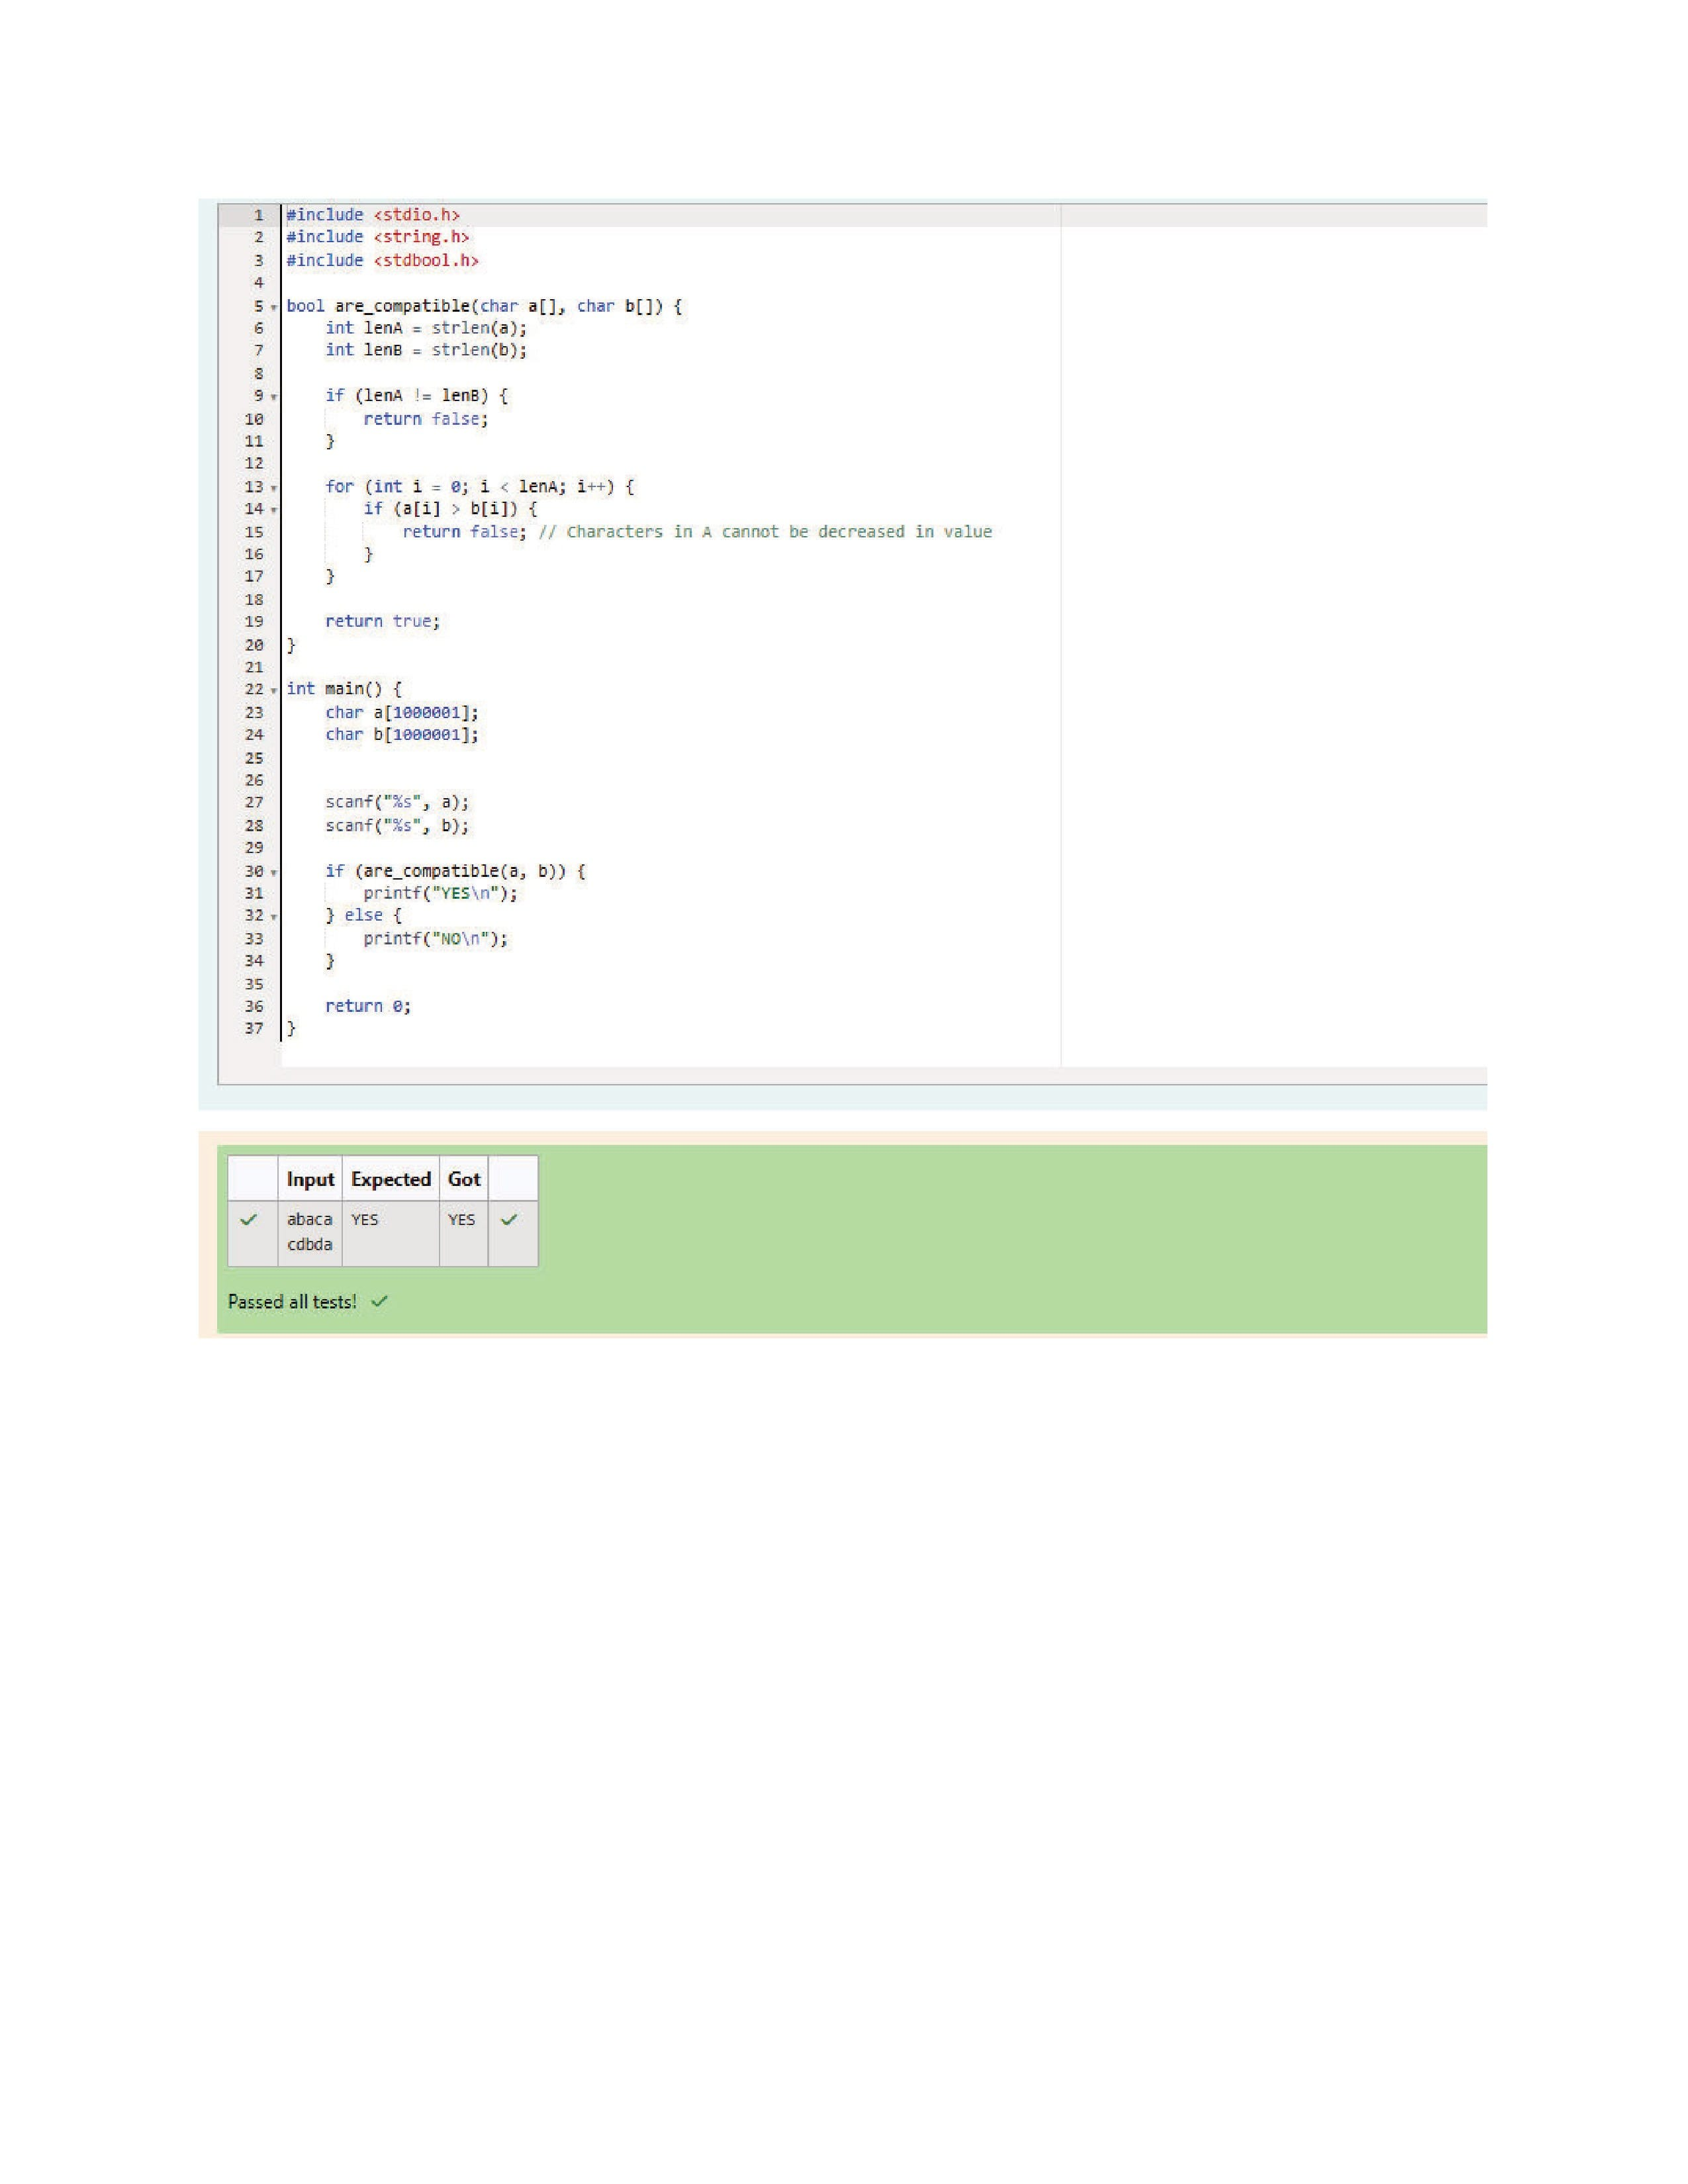 1 #include <stdio.h>
2 #include <string.h>
3 #include <stdbool.h>
4
5 bool are_compatible(char a[], char b[]) {
6     int lenA = strlen(a);
7     int lenB = strlen(b);
8
9     if (lenA != lenB) {
10         return false;
11     }
12
13     for (int i = 0; i < lenA; i++) {
14         if (a[i] > b[i]) {
15             return false; // Characters in A cannot be decreased in value
16         }
17     }
18
19     return true;
20 }
21
22 int main() {
23     char a[1000001];
24     char b[1000001];
25
26
27     scanf("%s", a);
28     scanf("%s", b);
29
30     if (are_compatible(a, b)) {
31         printf("YES\n");
32     } else {
33         printf("NO\n");
34     }
35
36     return 0;
37 }
Input Expected Got
abaca YES YES
cdbda
Passed all tests!